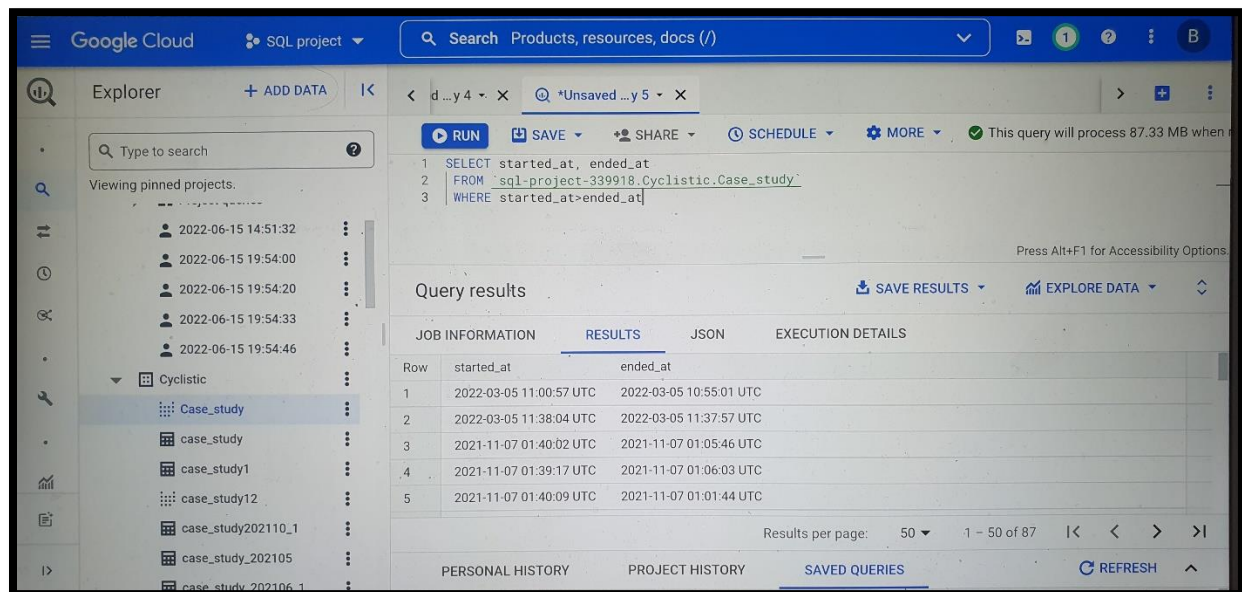 Google Cloud
SQL project
Search Products, resources, docs (/)
1
B
Explorer
+ ADD DATA
d ...y 4
*Unsaved ...y 5
Type to search
RUN
SAVE
SHARE
SCHEDULE
MORE
This query will process 87.33 MB when
Viewing pinned projects.
1 SELECT started_at, ended_at
2 FROM `sql-project-339918.Cyclistic.Case_study`
3 WHERE started_at>ended_at
2022-06-15 14:51:32
2022-06-15 19:54:00
2022-06-15 19:54:20
2022-06-15 19:54:33
2022-06-15 19:54:46
Cyclistic
Case_study
case_study
case_study1
case_study12
case_study202110_1
case_study_202105
case_study_202106_1
Press Alt+F1 for Accessibility Options.
Query results
SAVE RESULTS
EXPLORE DATA
JOB INFORMATION
RESULTS
JSON
EXECUTION DETAILS
Row started_at ended_at
1 2022-03-05 11:00:57 UTC 2022-03-05 10:55:01 UTC
2 2022-03-05 11:38:04 UTC 2022-03-05 11:37:57 UTC
3 2021-11-07 01:40:02 UTC 2021-11-07 01:05:46 UTC
4 2021-11-07 01:39:17 UTC 2021-11-07 01:06:03 UTC
5 2021-11-07 01:40:09 UTC 2021-11-07 01:01:44 UTC
Results per page: 50 1 – 50 of 87
PERSONAL HISTORY
PROJECT HISTORY
SAVED QUERIES
REFRESH